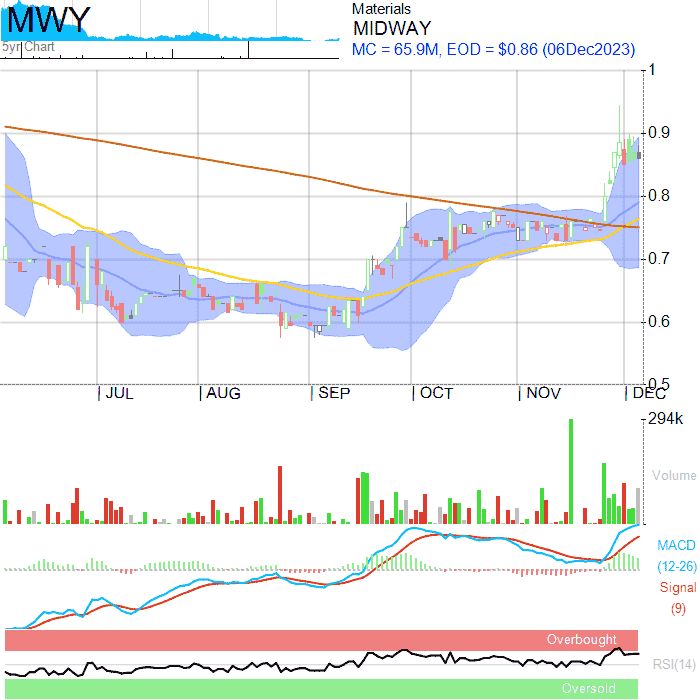 MWY
5yr Chart
Materials
MIDWAY
MC = 65.9M, EOD = $0.86 (06Dec2023)
1
0.9
0.8
0.7
0.6
0.5
JUL
AUG
SEP
OCT
NOV
DEC
294k
Volume
MACD
(12-26)
Signal
(9)
Overbought
RSI(14)
Oversold